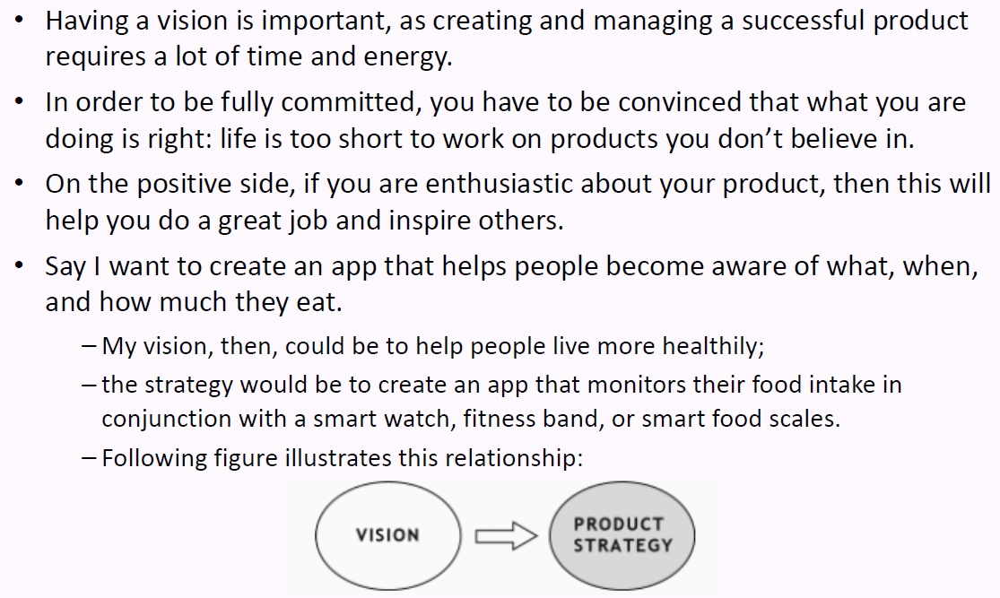 • Having a vision is important, as creating and managing a successful product
requires a lot of time and energy.
• In order to be fully committed, you have to be convinced that what you are
doing is right: life is too short to work on products you don’t believe in.
• On the positive side, if you are enthusiastic about your product, then this will
help you do a great job and inspire others.
• Say I want to create an app that helps people become aware of what, when,
and how much they eat.
– My vision, then, could be to help people live more healthily;
– the strategy would be to create an app that monitors their food intake in
conjunction with a smart watch, fitness band, or smart food scales.
– Following figure illustrates this relationship:
VISION
PRODUCT
STRATEGY